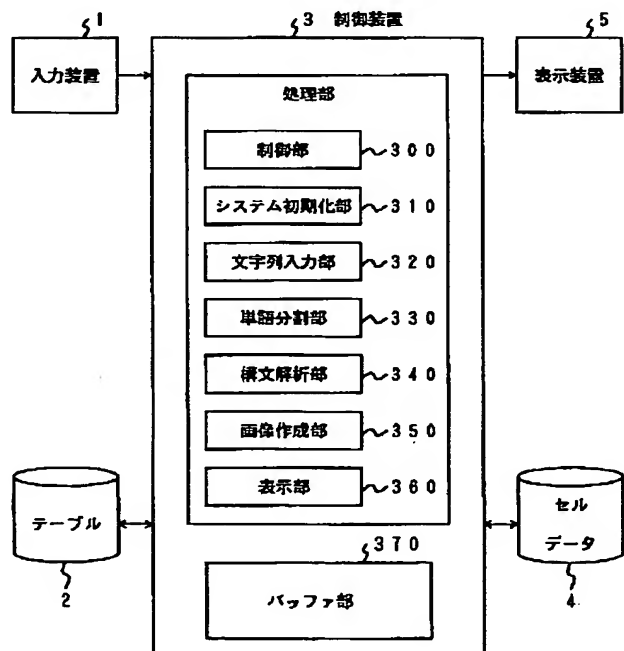 1
3 制御装置
5
入力装置
表示装置
処理部
制御部 300
システム初期化部 310
文字列入力部 320
単語分割部 330
構文解析部 340
画像作成部 350
表示部 360
テーブル
2
セル
データ
4
370
バッファ部